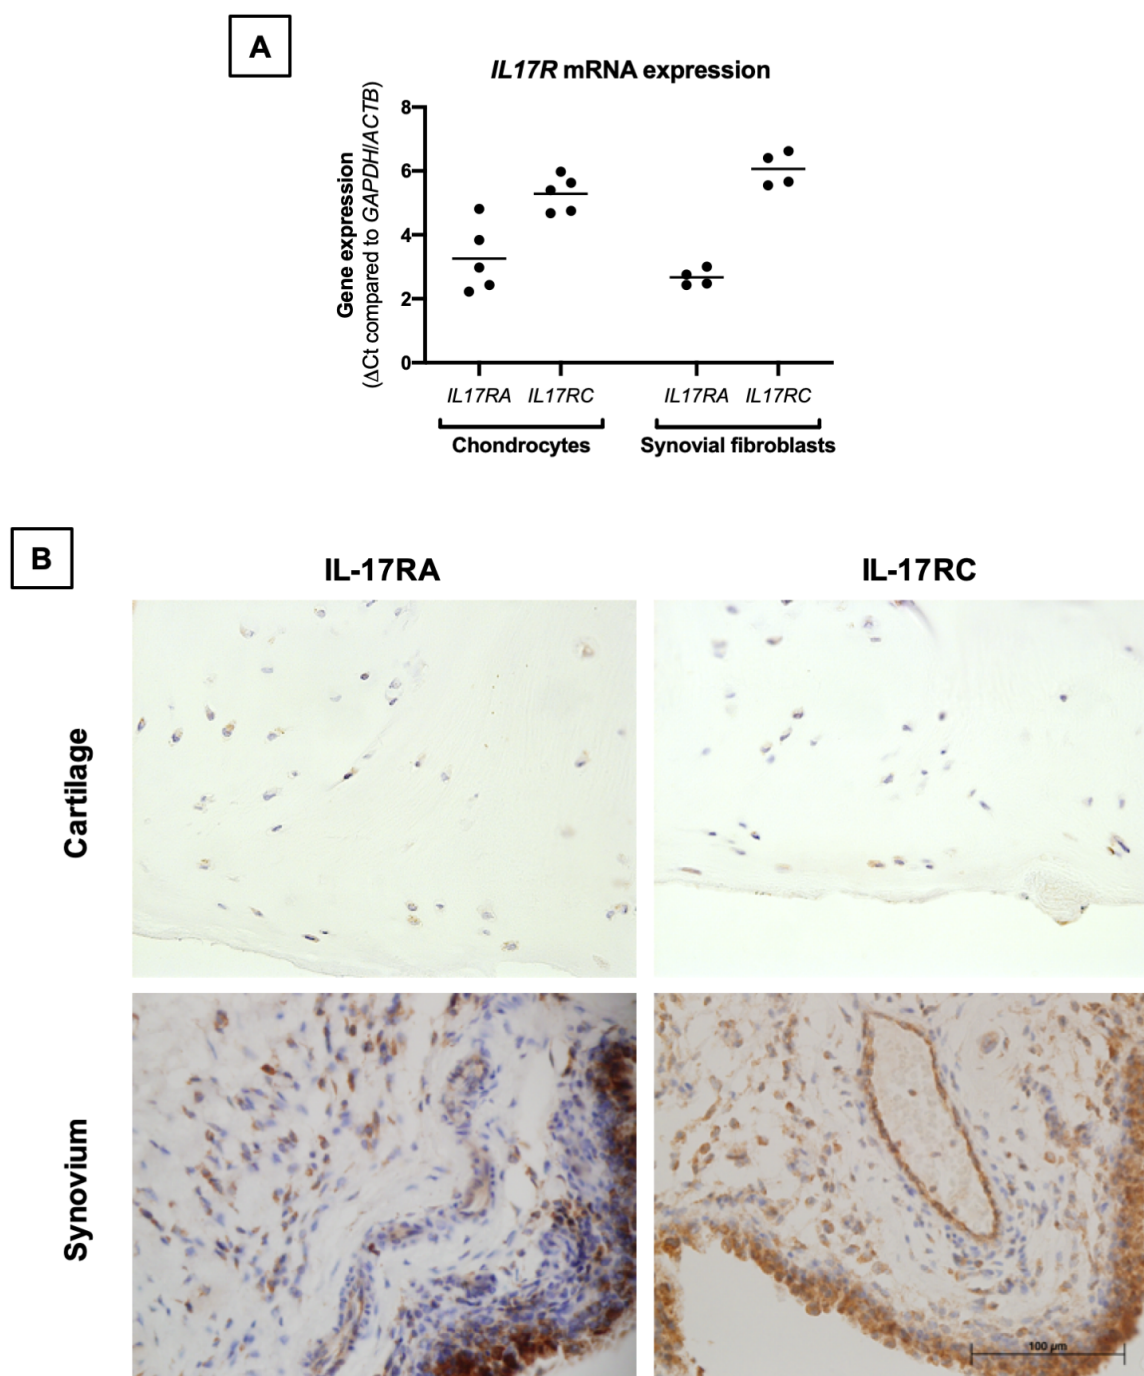 A
IL17R mRNA expression
Gene expression
(ΔCt compared to GAPDH/ACTB)
8
6
4
2
0
IL17RA IL17RC IL17RA IL17RC
Chondrocytes Synovial fibroblasts
B
IL-17RA IL-17RC
Cartilage
Synovium
100 µm